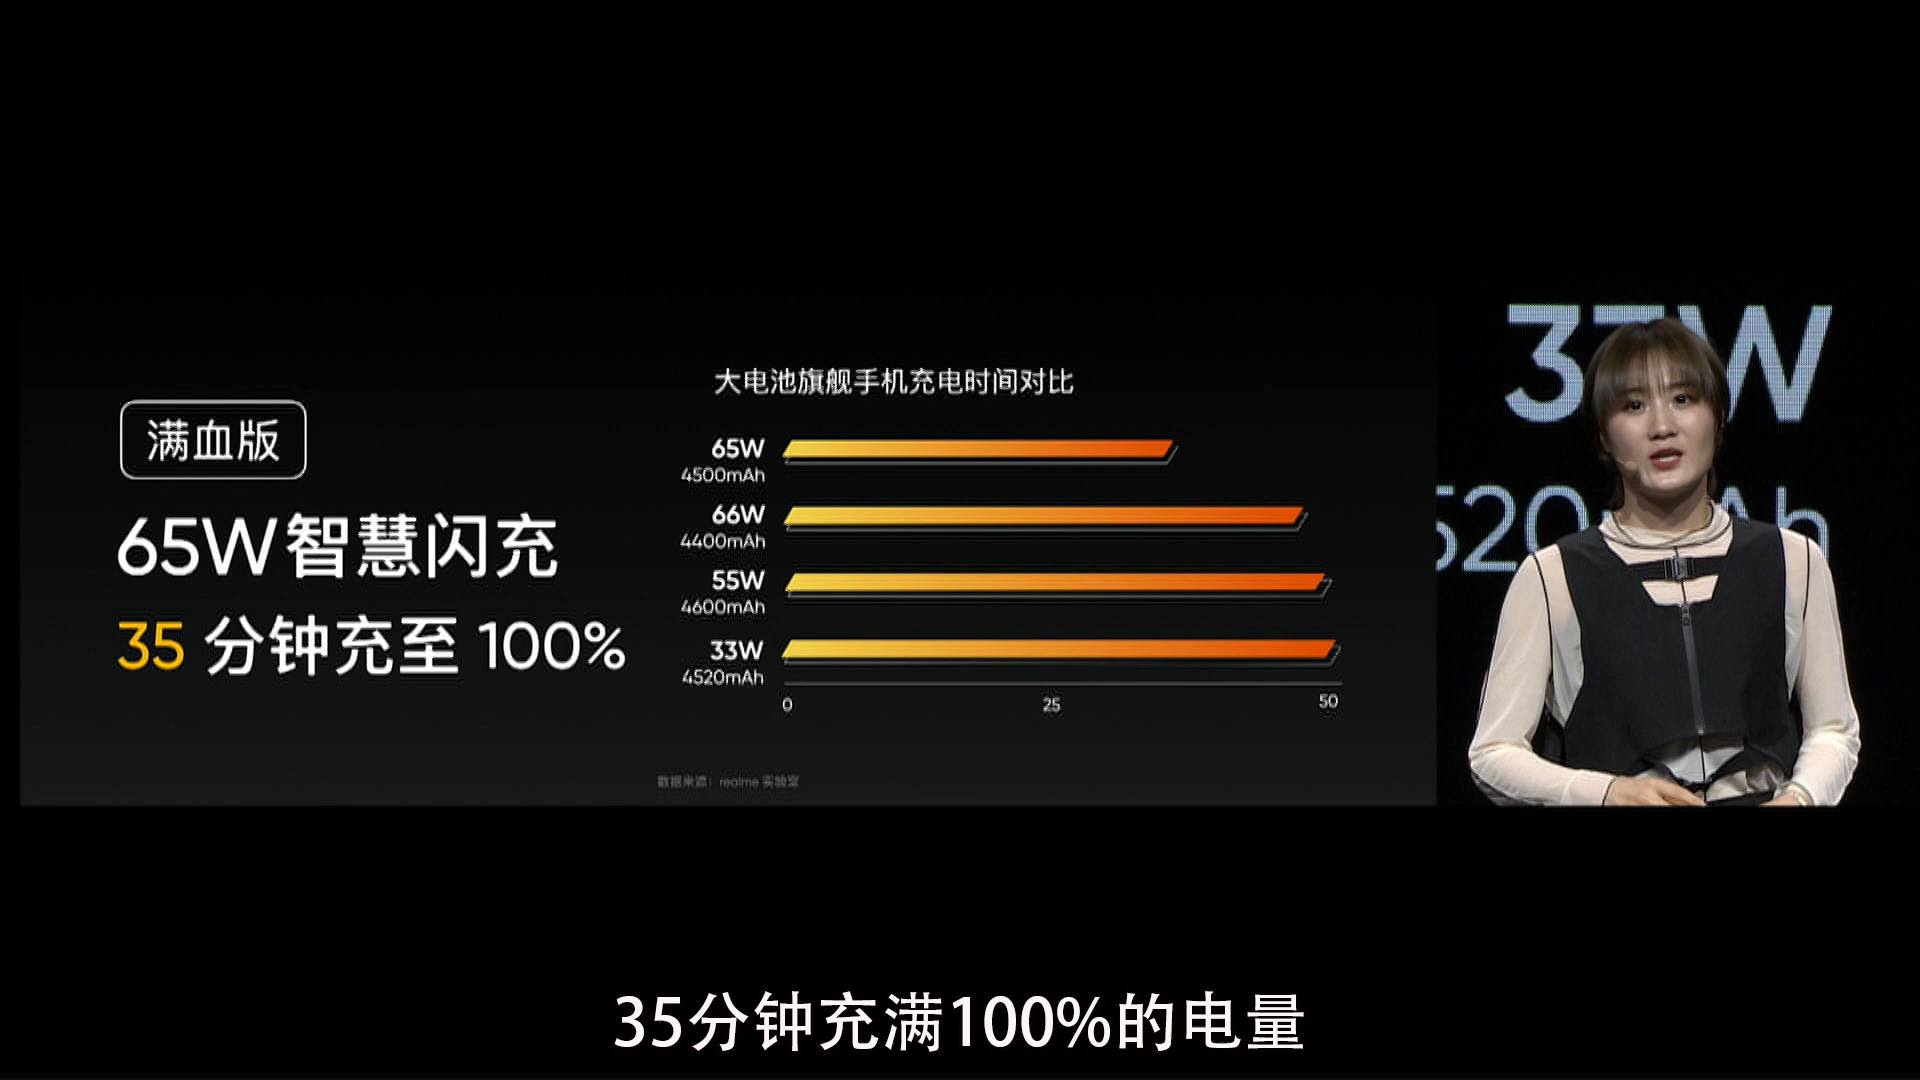 满血版
65W智慧闪充
35 分钟充至 100%
大电池旗舰手机充电时间对比
65W
4500mAh
66W
4400mAh
55W
4600mAh
33W
4520mAh
0 25 50
数据来源：realme 实验室
35分钟充满100%的电量